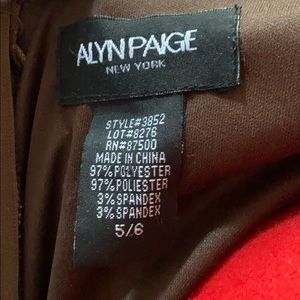 ALYN PAIGE
NEW YORK
STYLE#3852
LOT#8276
RN#87500
MADE IN CHINA
97% POLYESTER
97% POLIESTER
3% SPANDEX
3% SPANDEX
5/6